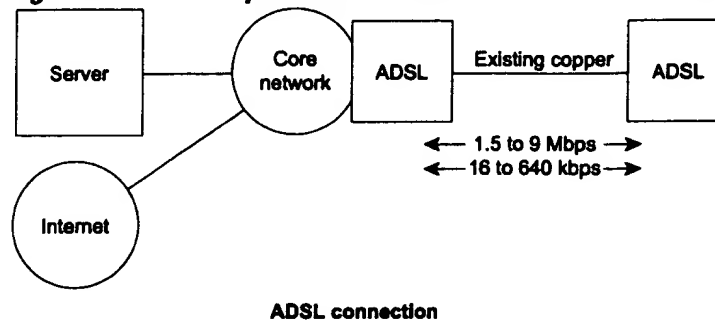 Server
Core
network
ADSL
Existing copper
ADSL
1.5 to 9 Mbps
16 to 640 kbps
Internet
ADSL connection